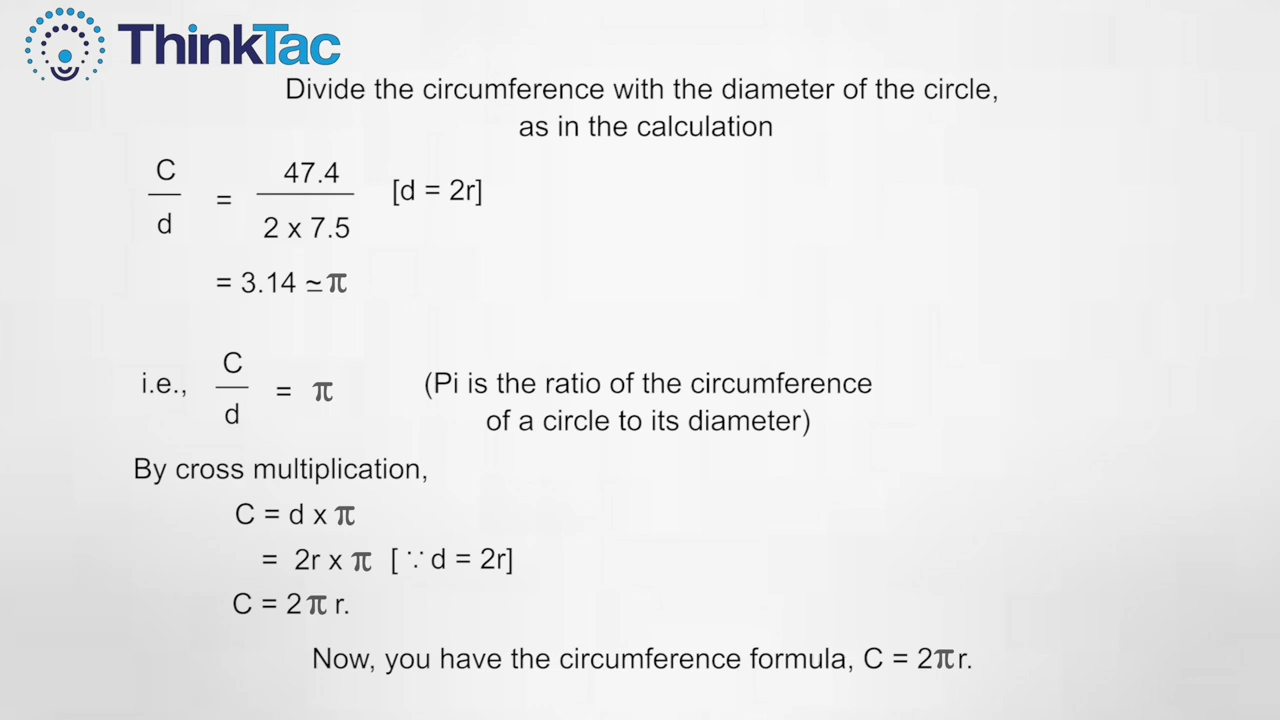 ThinkTac
Divide the circumference with the diameter of the circle,
as in the calculation
C/d = 47.4/2 x 7.5 [d = 2r]
= 3.14 ≃ π
i.e., C/d = π (Pi is the ratio of the circumference
of a circle to its diameter)
By cross multiplication,
C = d x π
= 2r x π [ ∵ d = 2r]
C = 2π r.
Now, you have the circumference formula, C = 2π r.